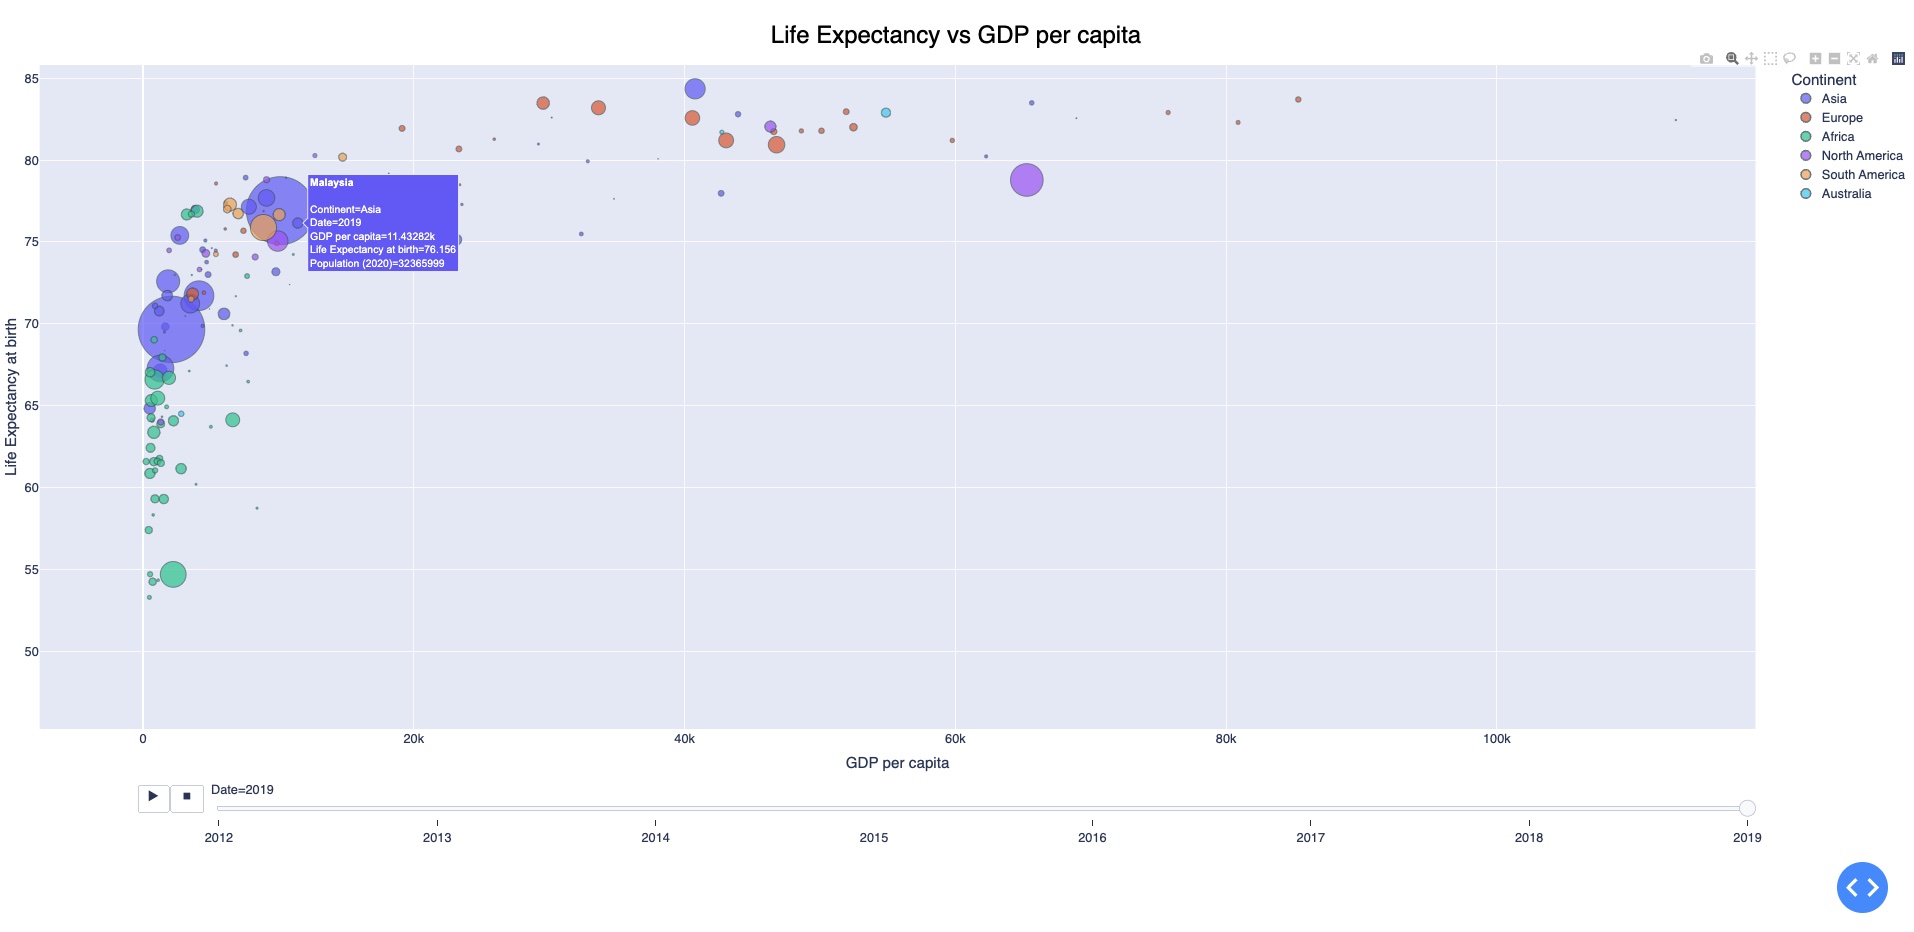 Life Expectancy vs GDP per capita
Continent
Asia
Europe
Africa
North America
South America
Australia
85
80
75
70
65
60
55
50
Life Expectancy at birth
Malaysia
Continent=Asia
Date=2019
GDP per capita=11.43282k
Life Expectancy at birth=76.156
Population (2020)=32365999
0 20k 40k 60k 80k 100k
GDP per capita
Date=2019
2012 2013 2014 2015 2016 2017 2018 2019